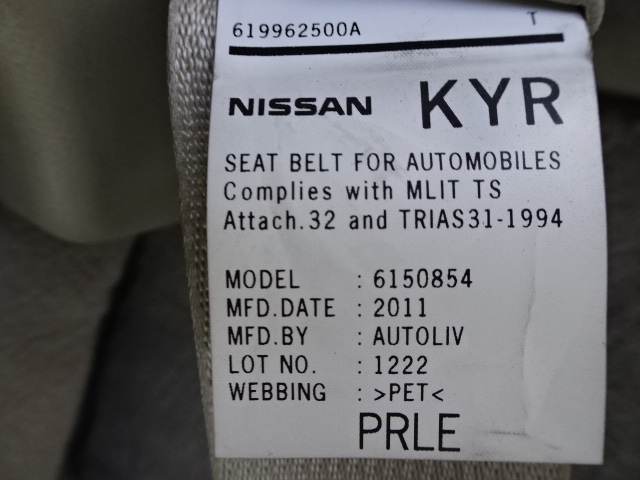 619962500A T
NISSAN KYR
SEAT BELT FOR AUTOMOBILES
Complies with MLIT TS
Attach.32 and TRIAS31-1994
MODEL : 6150854
MFD.DATE : 2011
MFD.BY : AUTOLIV
LOT NO. : 1222
WEBBING : >PET<
PRLE